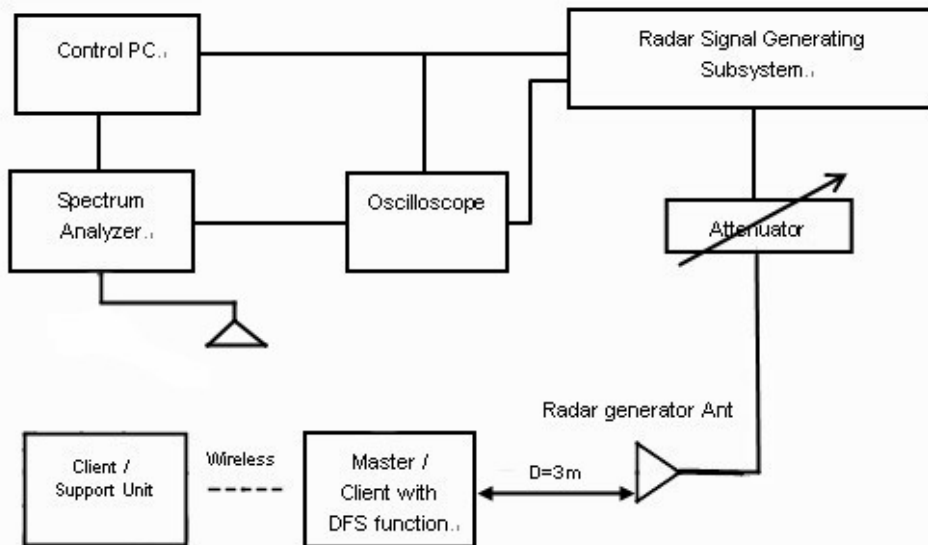 Control PC.
Radar Signal Generating
Subsystem.
Spectrum
Analyzer.
Oscilloscope
Attenuator
Radar generator Ant
Client /
Support Unit
Wireless
Master /
Client with
DFS function.
D=3m